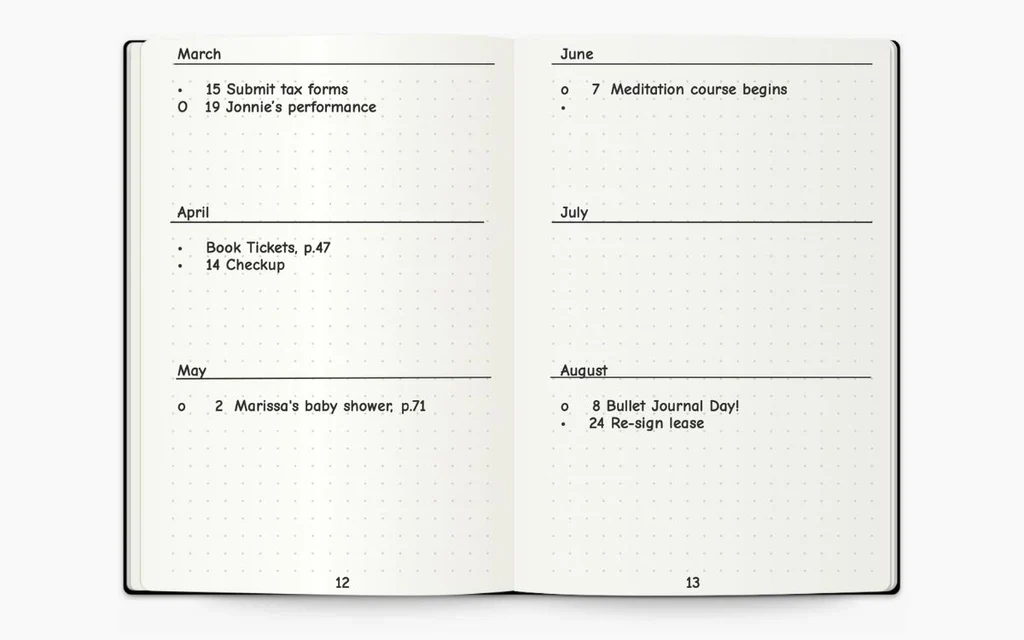 March
• 15 Submit tax forms
O 19 Jonnie's performance
April
• Book Tickets, p.47
• 14 Checkup
May
o 2 Marissa's baby shower, p.71
12
June
o 7 Meditation course begins
•
July
August
o 8 Bullet Journal Day!
• 24 Re-sign lease
13